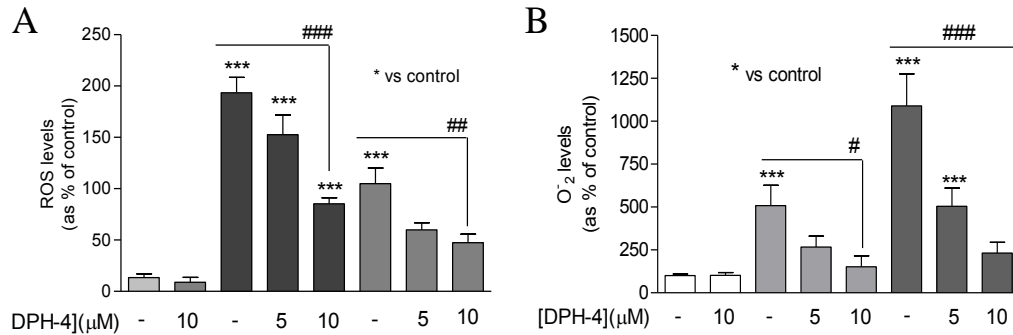 A
250
200
150
100
50
0
ROS levels
(as % of control)
###
***
***
***
* vs control
##
***
DPH-4](μM) - 10 - 5 10 - 5 10
B
1500
1250
1000
750
500
250
0
O₂⁻ levels
(as % of control)
* vs control
#
***
###
***
***
[DPH-4](μM) - 10 - 5 10 - 5 10